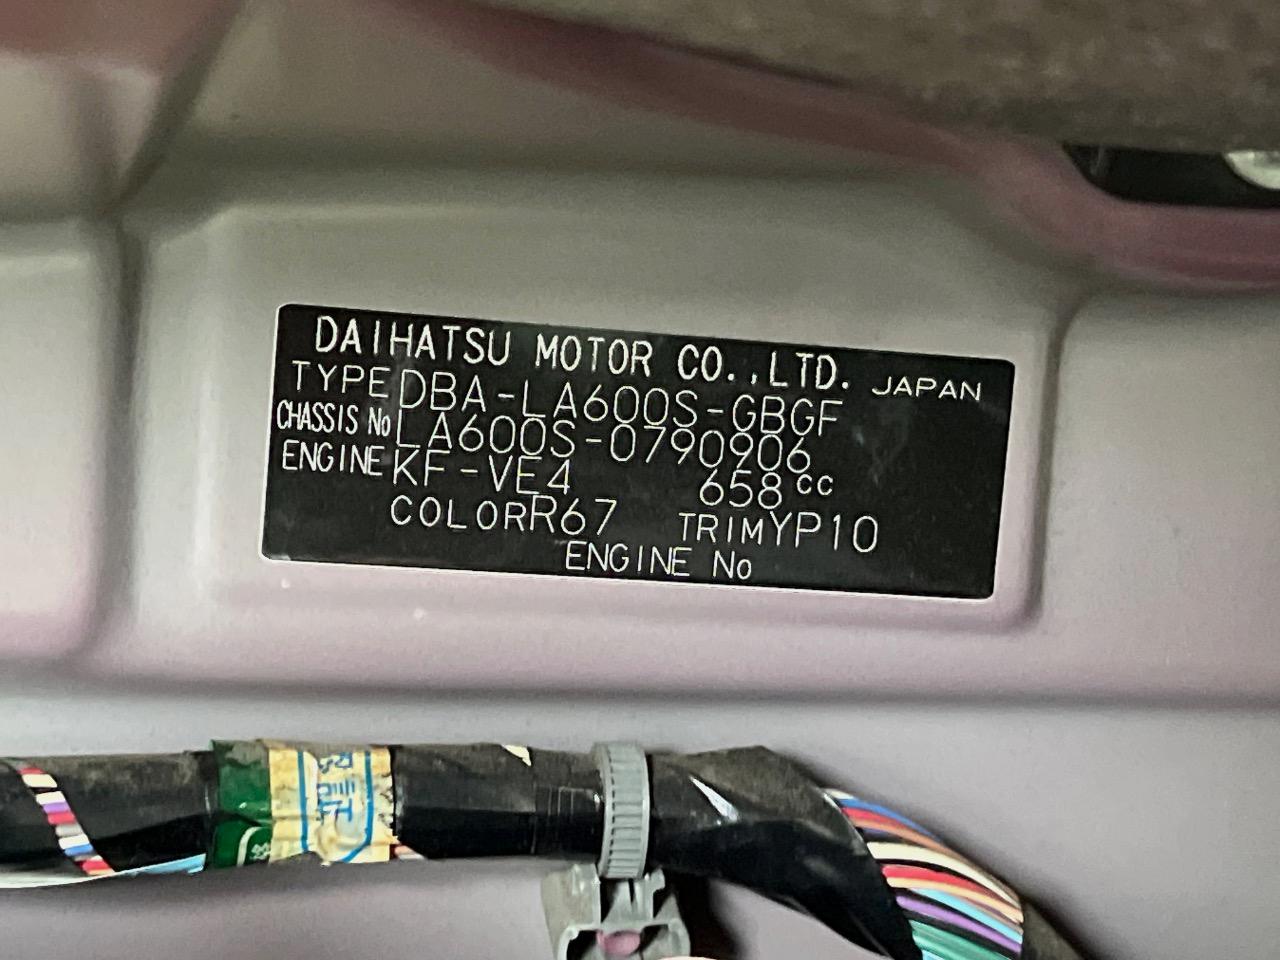 DAIHATSU MOTOR CO.,LTD. JAPAN
TYPE DBA-LA600S-GBGF
CHASSIS No LA600S-0790906
ENGINE KF-VE4 658cc
COLOR R67 TRIM YP10
ENGINE No